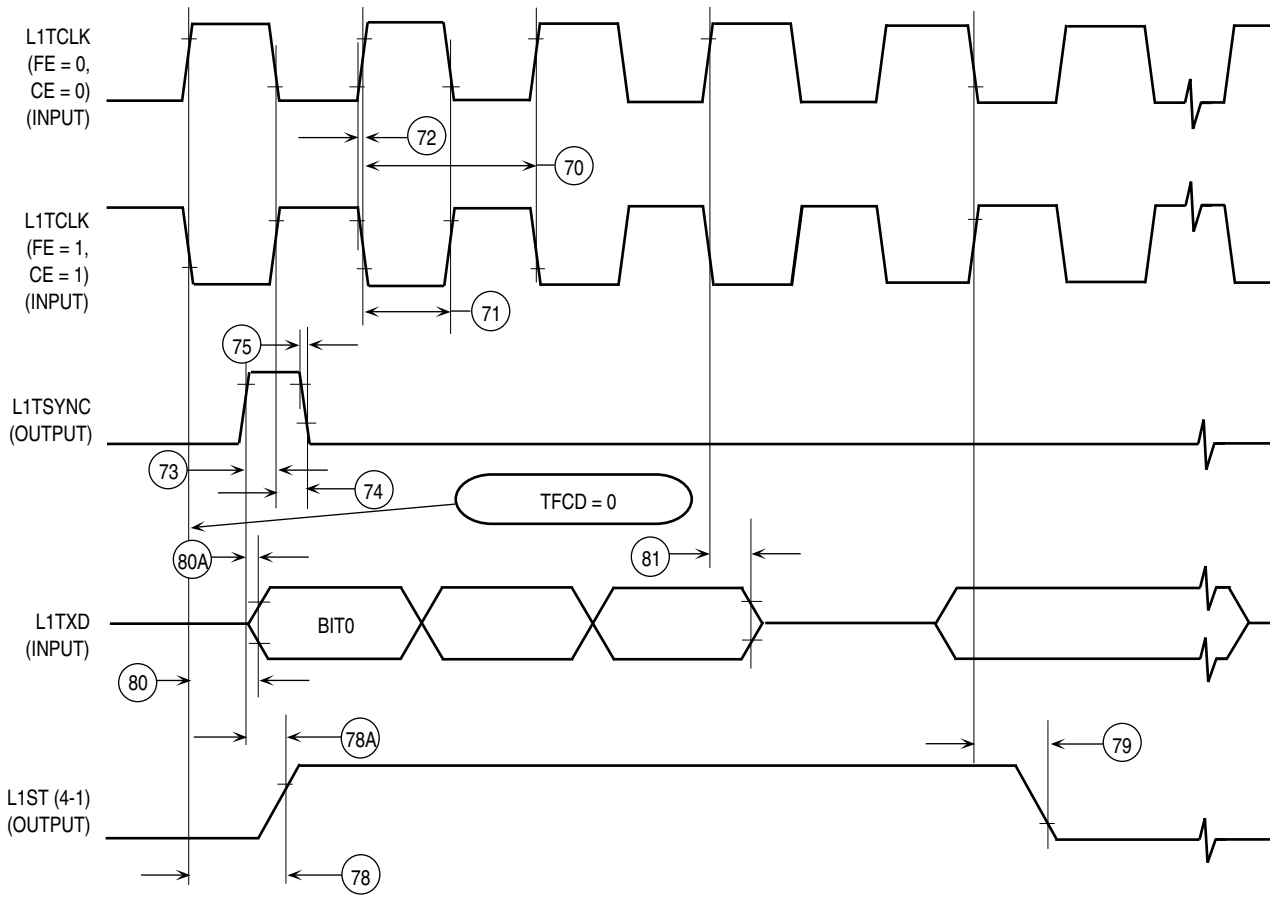 L1TCLK
(FE = 0,
CE = 0)
(INPUT)
72
70
L1TCLK
(FE = 1,
CE = 1)
(INPUT)
71
75
L1TSYNC
(OUTPUT)
73
74
TFCD = 0
80A
81
L1TXD
(INPUT)
BIT0
80
78A
79
L1ST (4-1)
(OUTPUT)
78